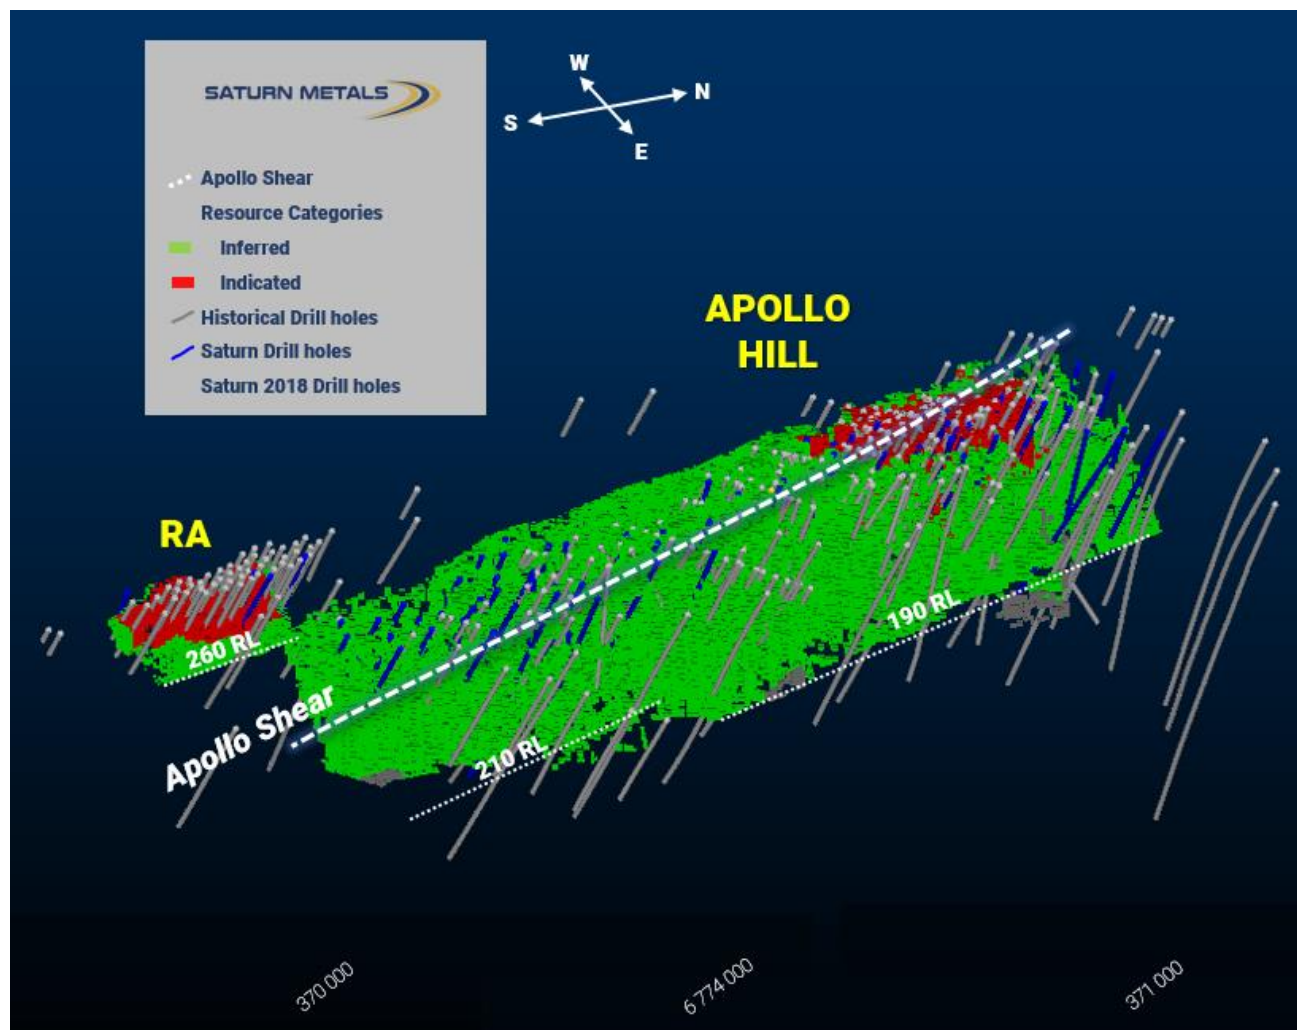 SATURN METALS
Apollo Shear
Resource Categories
Inferred
Indicated
Historical Drill holes
Saturn Drill holes
Saturn 2018 Drill holes
W
N
S
E
APOLLO
HILL
RA
260 RL
190 RL
Apollo Shear
210 RL
370 000
6 774 000
371 000